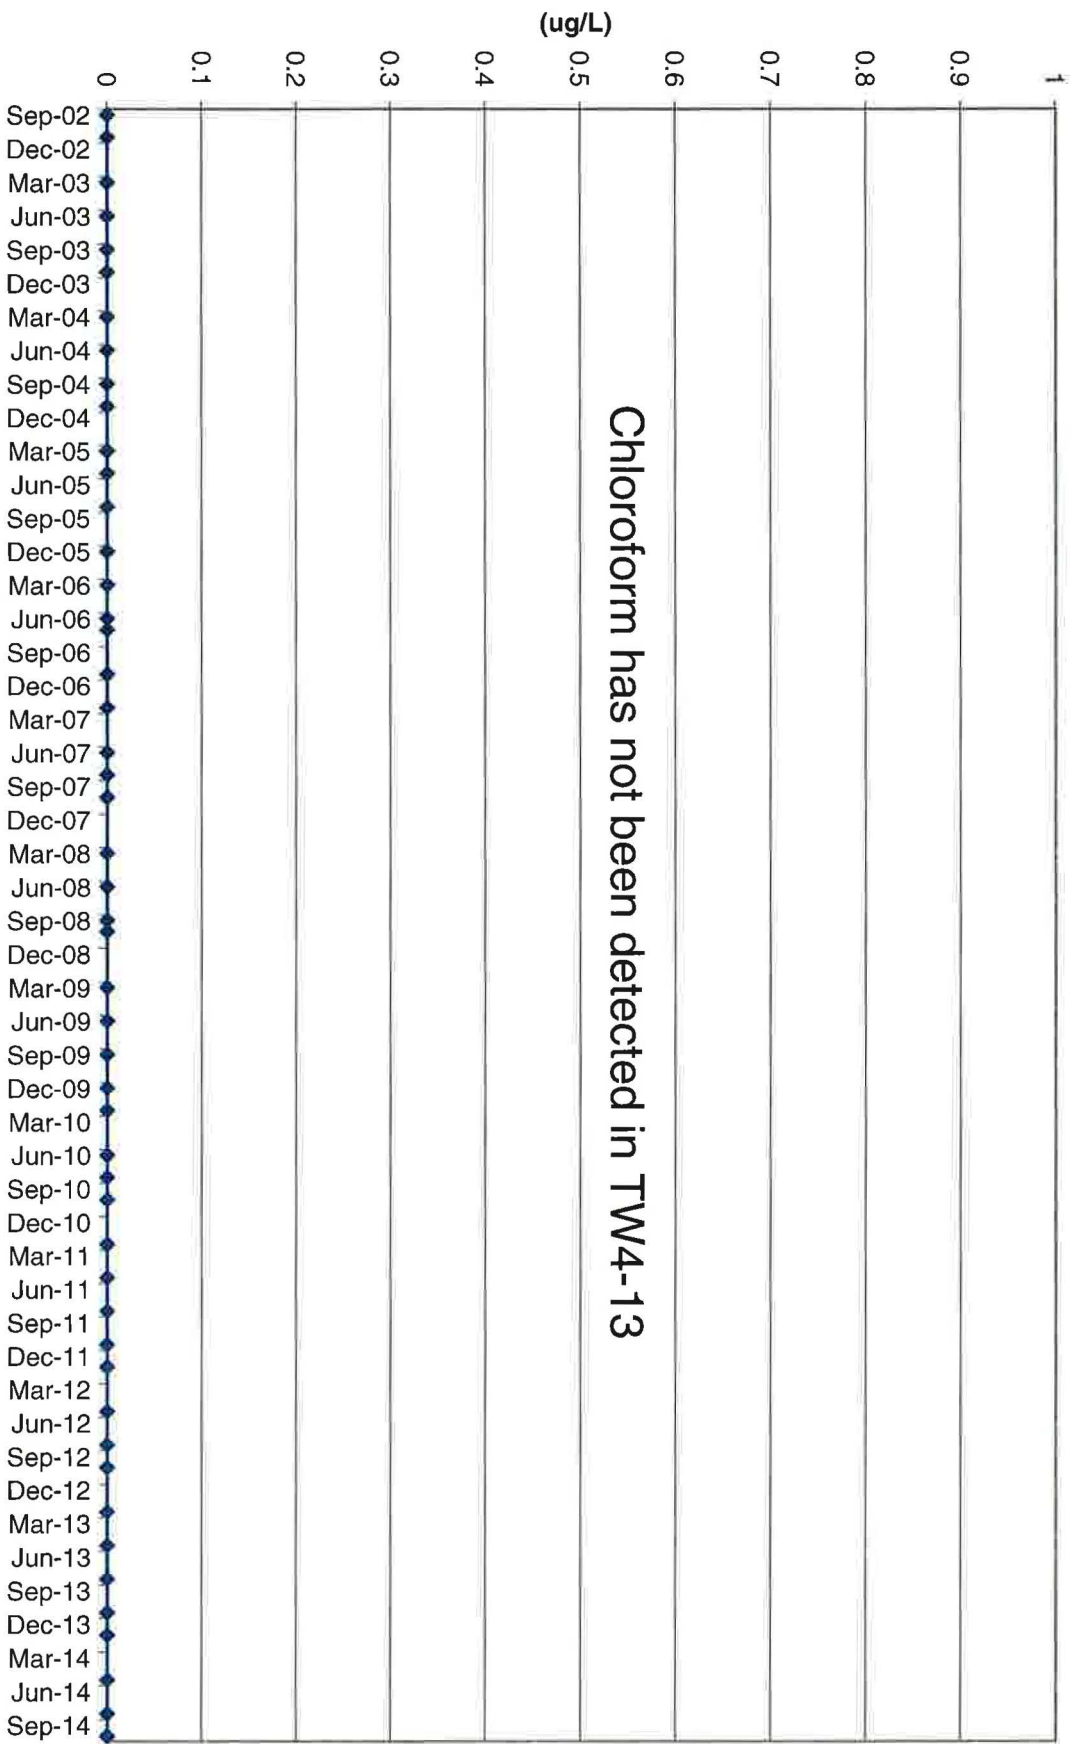 Chloroform has not been detected in TW4-13
(ug/L)
1
0.9
0.8
0.7
0.6
0.5
0.4
0.3
0.2
0.1
0
Sep-02
Dec-02
Mar-03
Jun-03
Sep-03
Dec-03
Mar-04
Jun-04
Sep-04
Dec-04
Mar-05
Jun-05
Sep-05
Dec-05
Mar-06
Jun-06
Sep-06
Dec-06
Mar-07
Jun-07
Sep-07
Dec-07
Mar-08
Jun-08
Sep-08
Dec-08
Mar-09
Jun-09
Sep-09
Dec-09
Mar-10
Jun-10
Sep-10
Dec-10
Mar-11
Jun-11
Sep-11
Dec-11
Mar-12
Jun-12
Sep-12
Dec-12
Mar-13
Jun-13
Sep-13
Dec-13
Mar-14
Jun-14
Sep-14